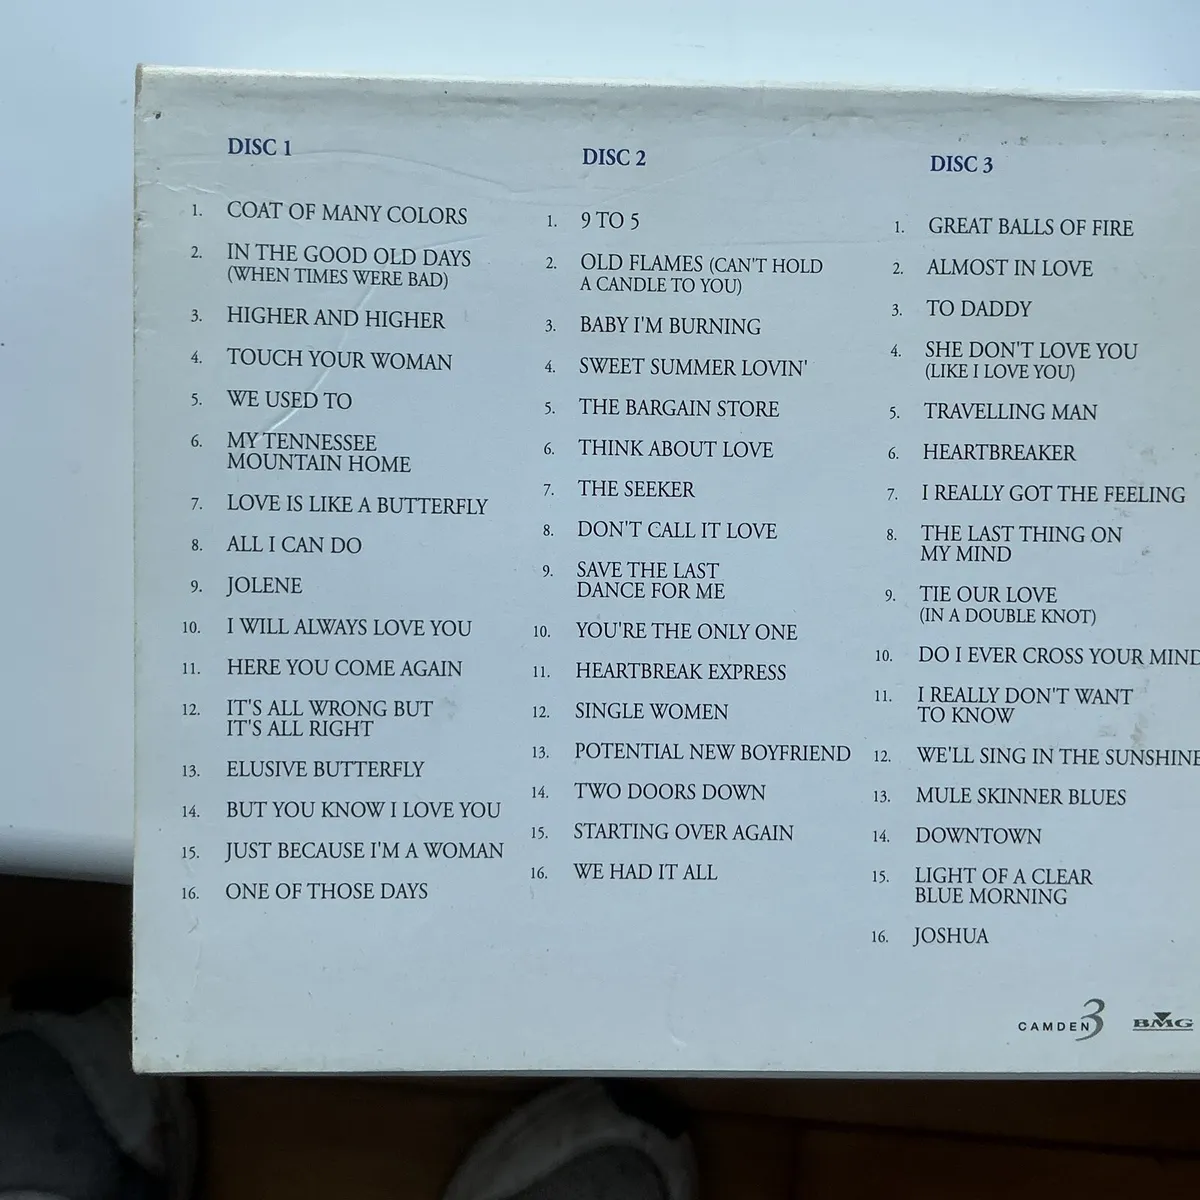 DISC 1
1. COAT OF MANY COLORS
2. IN THE GOOD OLD DAYS
(WHEN TIMES WERE BAD)
3. HIGHER AND HIGHER
4. TOUCH YOUR WOMAN
5. WE USED TO
6. MY TENNESSEE
MOUNTAIN HOME
7. LOVE IS LIKE A BUTTERFLY
8. ALL I CAN DO
9. JOLENE
10. I WILL ALWAYS LOVE YOU
11. HERE YOU COME AGAIN
12. IT'S ALL WRONG BUT
IT'S ALL RIGHT
13. ELUSIVE BUTTERFLY
14. BUT YOU KNOW I LOVE YOU
15. JUST BECAUSE I'M A WOMAN
16. ONE OF THOSE DAYS
DISC 2
1. 9 TO 5
2. OLD FLAMES (CAN'T HOLD
A CANDLE TO YOU)
3. BABY I'M BURNING
4. SWEET SUMMER LOVIN'
5. THE BARGAIN STORE
6. THINK ABOUT LOVE
7. THE SEEKER
8. DON'T CALL IT LOVE
9. SAVE THE LAST
DANCE FOR ME
10. YOU'RE THE ONLY ONE
11. HEARTBREAK EXPRESS
12. SINGLE WOMEN
13. POTENTIAL NEW BOYFRIEND
14. TWO DOORS DOWN
15. STARTING OVER AGAIN
16. WE HAD IT ALL
DISC 3
1. GREAT BALLS OF FIRE
2. ALMOST IN LOVE
3. TO DADDY
4. SHE DON'T LOVE YOU
(LIKE I LOVE YOU)
5. TRAVELLING MAN
6. HEARTBREAKER
7. I REALLY GOT THE FEELING
8. THE LAST THING ON
MY MIND
9. TIE OUR LOVE
(IN A DOUBLE KNOT)
10. DO I EVER CROSS YOUR MIND
11. I REALLY DON'T WANT
TO KNOW
12. WE'LL SING IN THE SUNSHINE
13. MULE SKINNER BLUES
14. DOWNTOWN
15. LIGHT OF A CLEAR
BLUE MORNING
16. JOSHUA
CAMDEN 3
BMG